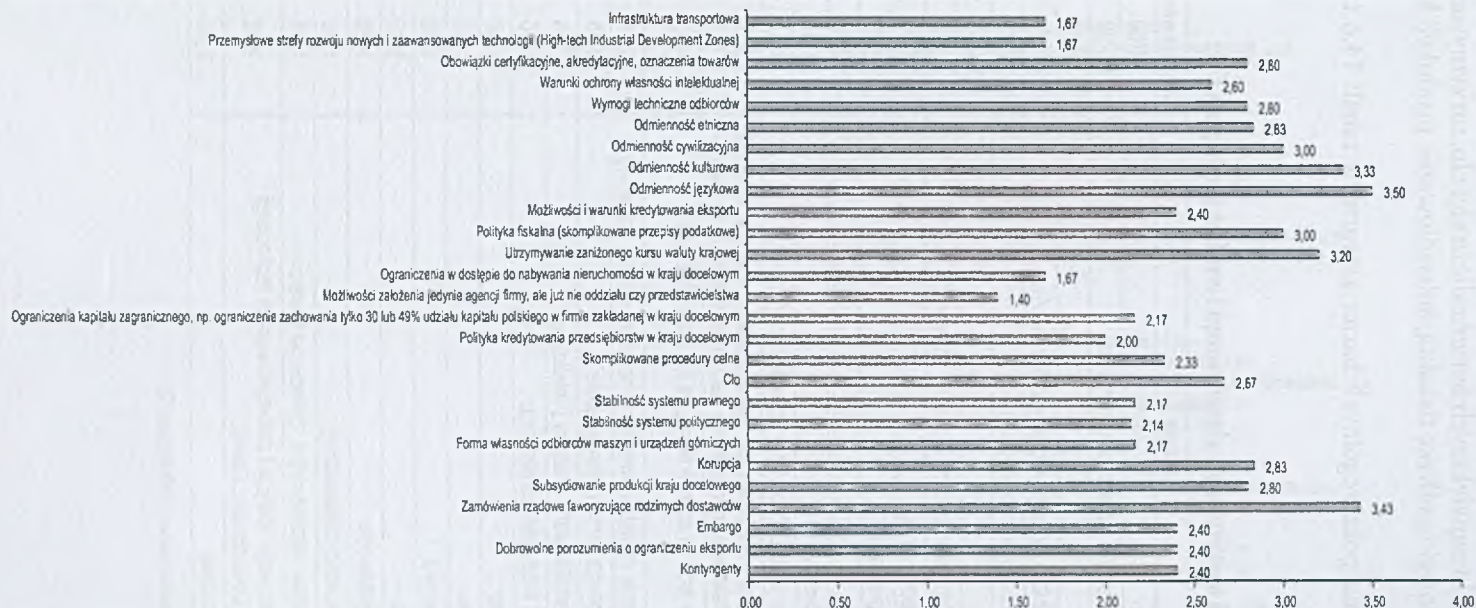 Infrastruktura transportowa 1,67
Przemysłowe strefy rozwoju nowych i zaawansowanych technologii (High-tech Industrial Development Zones) 1,67
Obowiązki certyfikacyjne, akredytacyjne, oznaczenia towarów 2,80
Warunki ochrony własności intelektualnej 2,60
Wymogi techniczne odbiorców 2,80
Odmienność etniczna 2,83
Odmienność cywilizacyjna 3,00
Odmienność kulturowa 3,33
Odmienność językowa 3,50
Możliwości i warunki kredytowania eksportu 2,40
Polityka fiskalna (skomplikowane przepisy podatkowe) 3,00
Utrzymywanie zaniżonego kursu waluty krajowej 3,20
Ograniczenia w dostępie do nabywania nieruchomości w kraju docelowym 1,67
Możliwości założenia jedynie agencji firmy, ale już nie oddziału czy przedstawicielstwa 1,40
Ograniczenia kapitału zagranicznego, np. ograniczenie zachowania tylko 30 lub 49% udziału kapitału polskiego w firmie zakładanej w kraju docelowym 2,17
Polityka kredytowania przedsiębiorstw w kraju docelowym 2,00
Skomplikowane procedury celne 2,33
Cło 2,67
Stabilność systemu prawnego 2,17
Stabilność systemu politycznego 2,14
Forma własności odbiorców maszyn i urządzeń górniczych 2,17
Korupcja 2,83
Subsydiowanie produkcji kraju docelowego 2,80
Zamówienia rządowe faworyzujące rodzimych dostawców 3,43
Embargo 2,40
Dobrowolne porozumienia o ograniczeniu eksportu 2,40
Kontyngenty 2,40
0,00 0,50 1,00 1,50 2,00 2,50 3,00 3,50 4,00